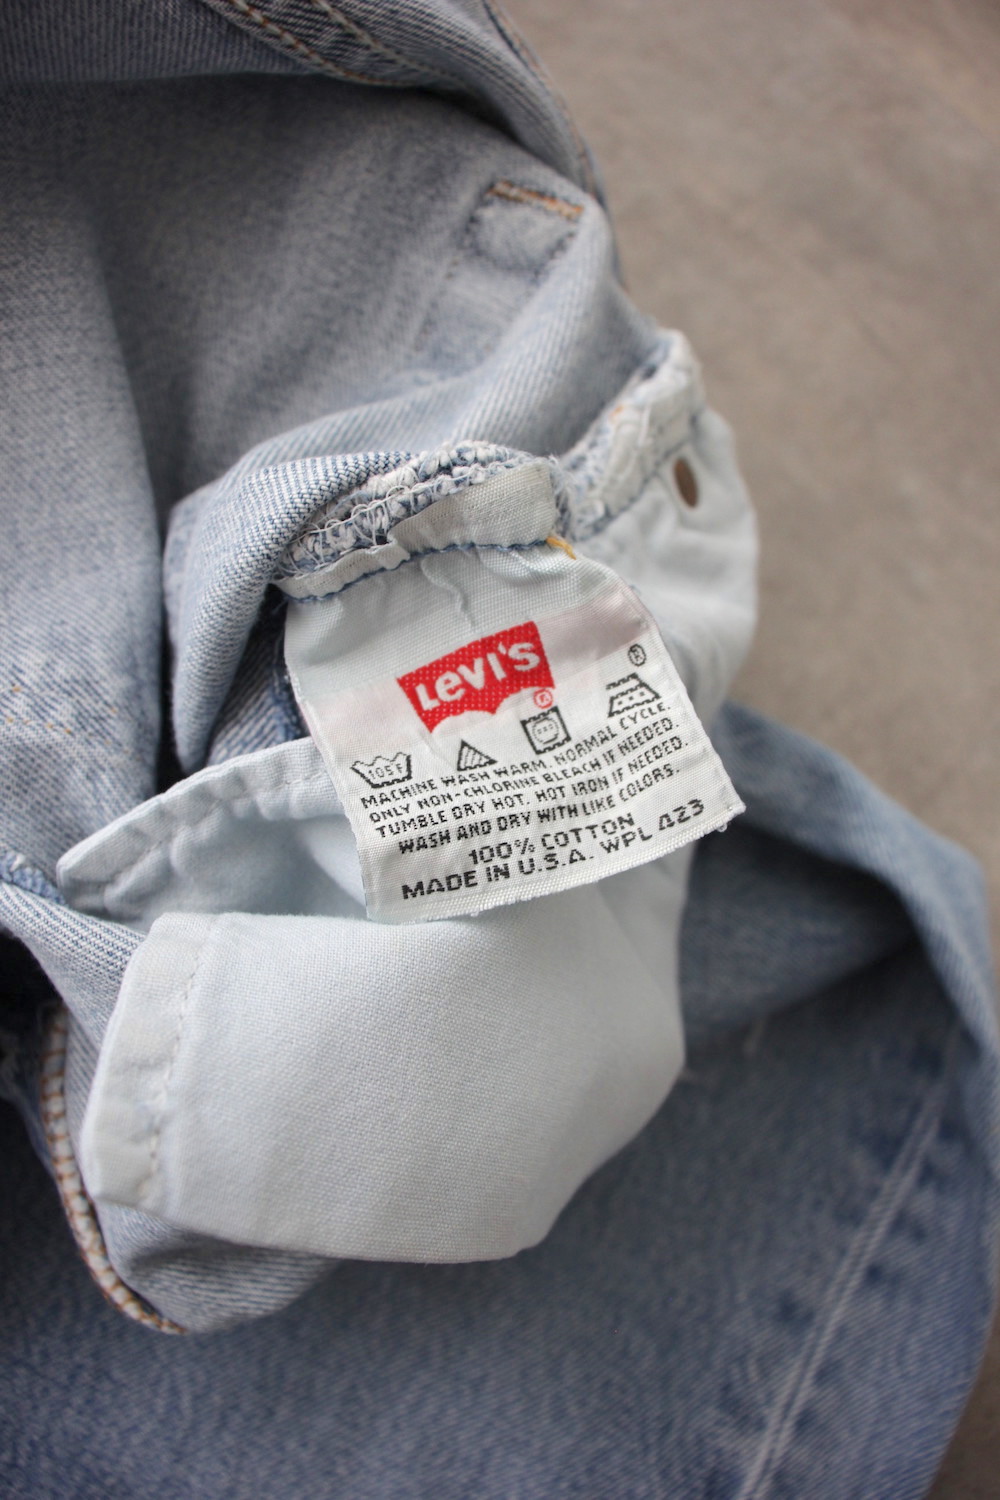 Levi's
®
®
105F
MACHINE WASH WARM. NORMAL CYCLE.
ONLY NON-CHLORINE BLEACH IF NEEDED.
TUMBLE DRY HOT. HOT IRON IF NEEDED.
WASH AND DRY WITH LIKE COLORS.
100% COTTON
MADE IN U.S.A. WPL 423